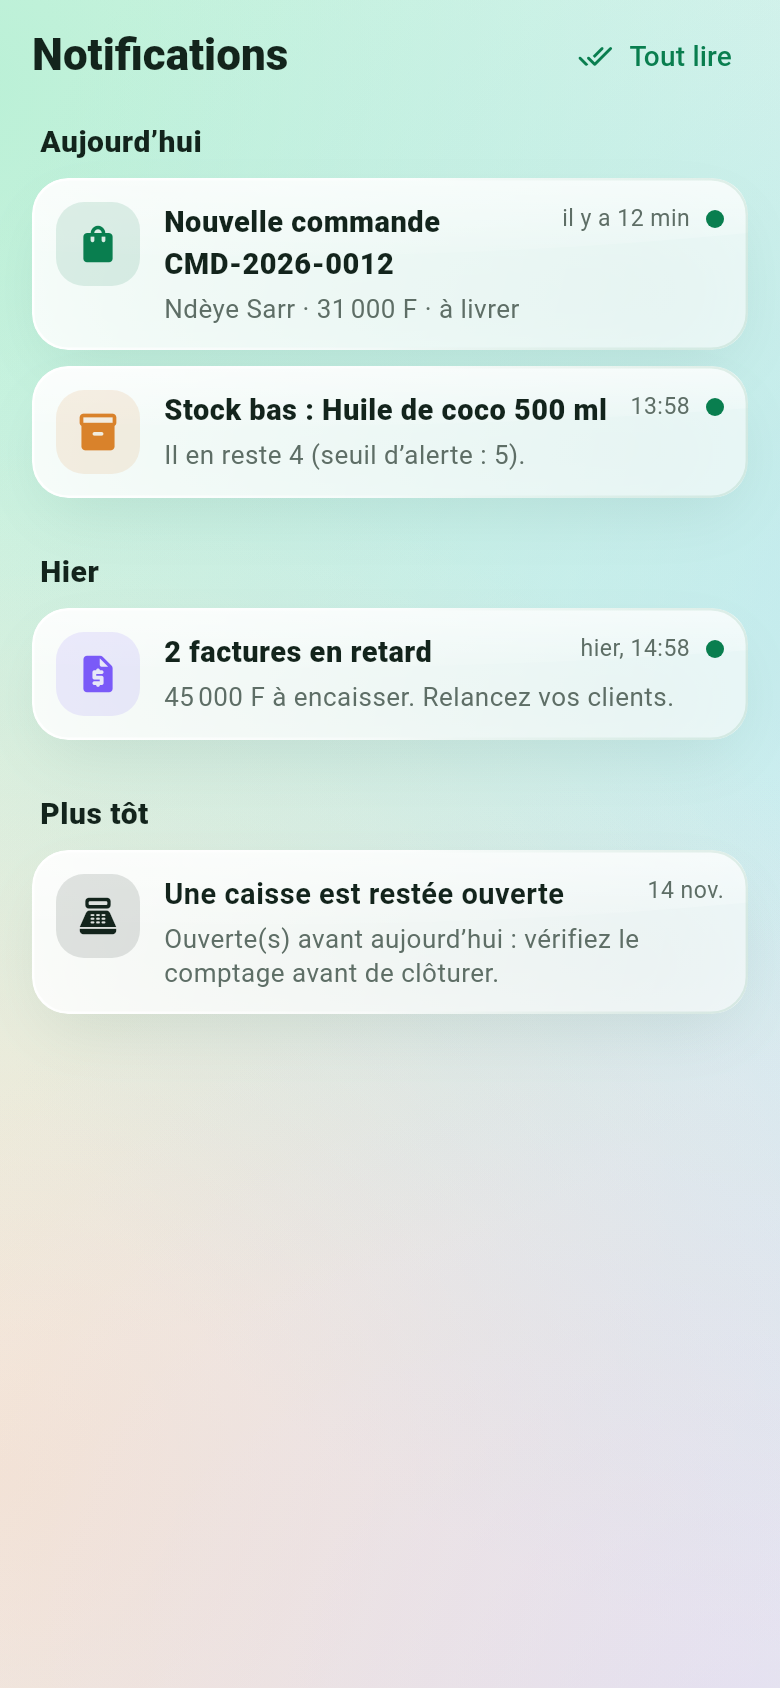 Notifications
Tout lire
Aujourd’hui
Nouvelle commande
CMD-2026-0012
il y a 12 min
Ndèye Sarr · 31 000 F · à livrer
Stock bas : Huile de coco 500 ml
13:58
Il en reste 4 (seuil d’alerte : 5).
Hier
2 factures en retard
hier, 14:58
45 000 F à encaisser. Relancez vos clients.
Plus tôt
Une caisse est restée ouverte
14 nov.
Ouverte(s) avant aujourd’hui : vérifiez le
comptage avant de clôturer.